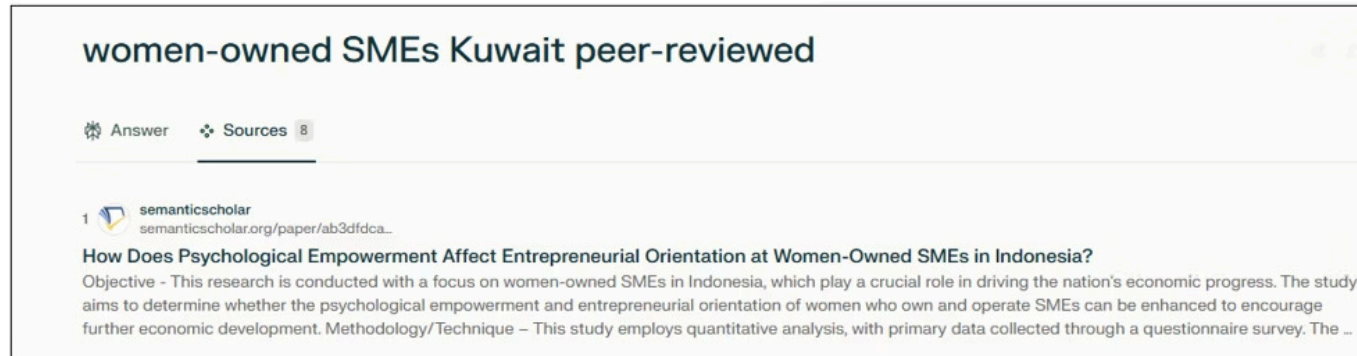 women-owned SMEs Kuwait peer-reviewed
Answer Sources 8
1 semanticscholar
semanticscholar.org/paper/ab3dfdca...
How Does Psychological Empowerment Affect Entrepreneurial Orientation at Women-Owned SMEs in Indonesia?
Objective - This research is conducted with a focus on women-owned SMEs in Indonesia, which play a crucial role in driving the nation's economic progress. The study
aims to determine whether the psychological empowerment and entrepreneurial orientation of women who own and operate SMEs can be enhanced to encourage
further economic development. Methodology/Technique – This study employs quantitative analysis, with primary data collected through a questionnaire survey. The ...